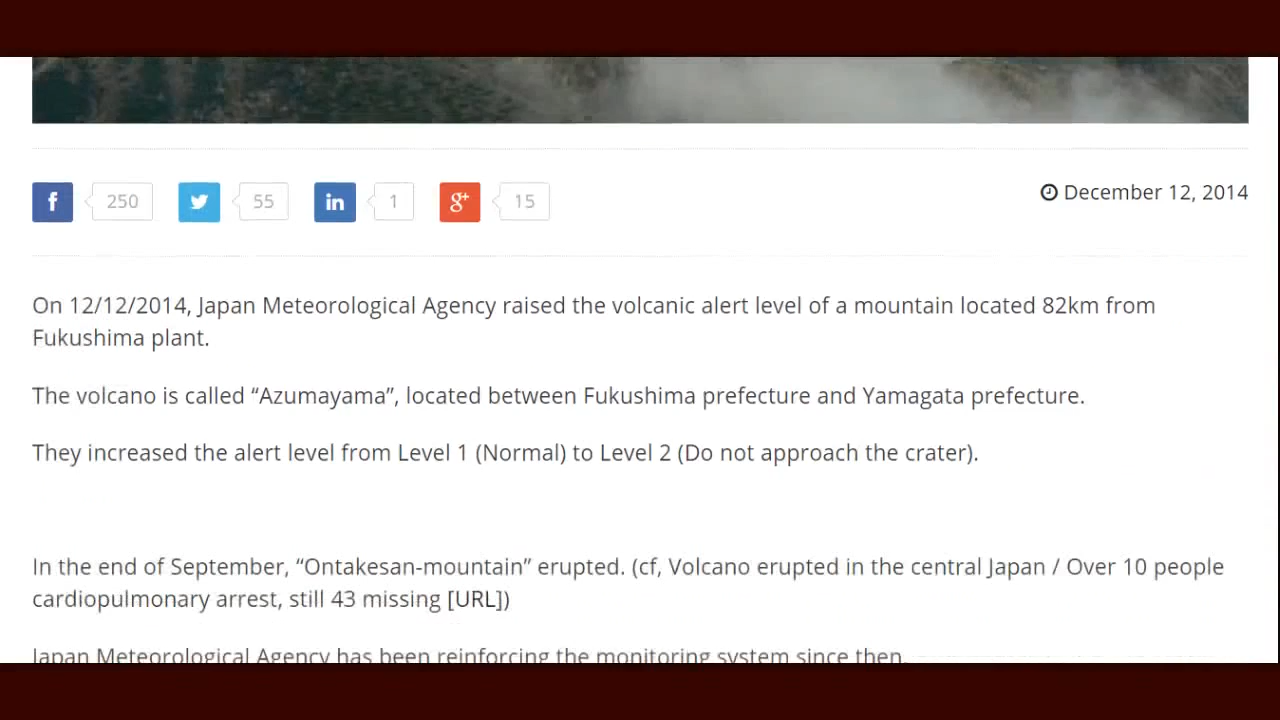 250 55 1 15
December 12, 2014
On 12/12/2014, Japan Meteorological Agency raised the volcanic alert level of a mountain located 82km from
Fukushima plant.
The volcano is called “Azumayama”, located between Fukushima prefecture and Yamagata prefecture.
They increased the alert level from Level 1 (Normal) to Level 2 (Do not approach the crater).
In the end of September, “Ontakesan-mountain” erupted. (cf, Volcano erupted in the central Japan / Over 10 people
cardiopulmonary arrest, still 43 missing [URL])
Japan Meteorological Agency has been reinforcing the monitoring system since then.